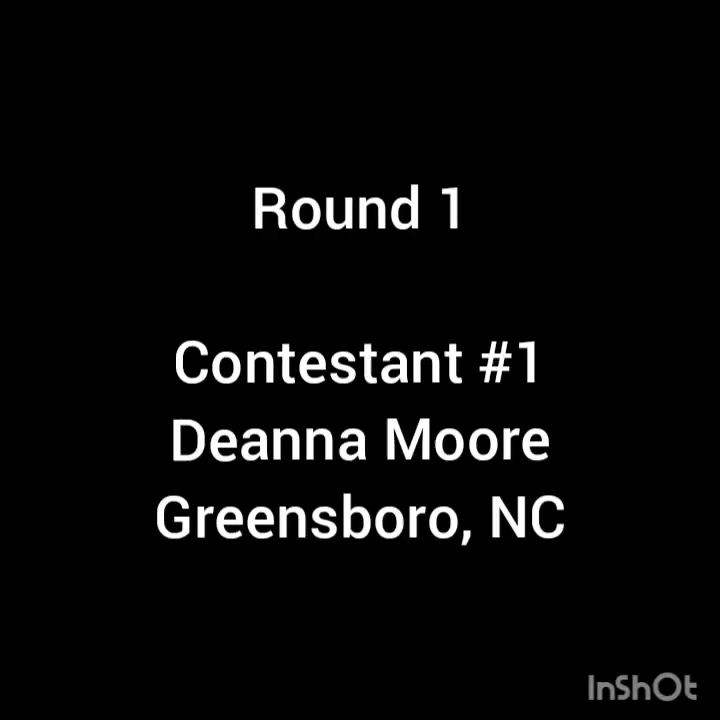 Round 1
Contestant #1
Deanna Moore
Greensboro, NC
InShOt